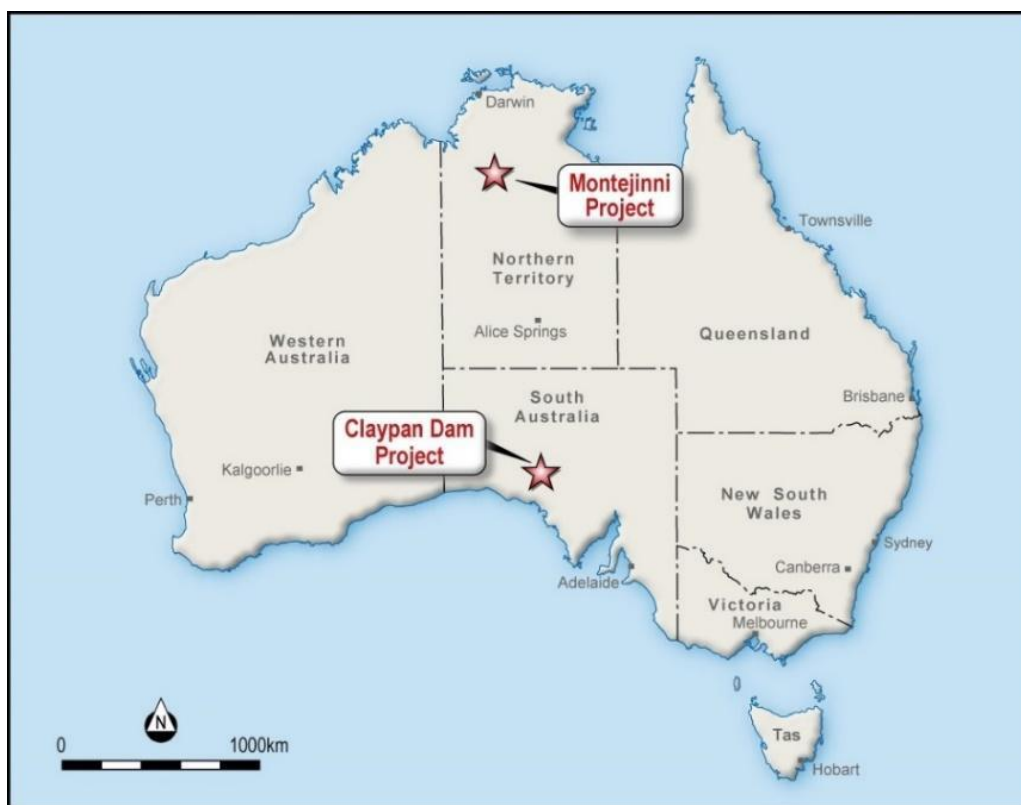 Darwin
Montejinni
Project
Townsville
Northern
Territory
Alice Springs
Western
Australia
Queensland
South
Australia
Brisbane
Claypan Dam
Project
Kalgoorlie
Perth
New South
Wales
Sydney
Canberra
Adelaide
Victoria
Melbourne
N
0 1000km
Tas
Hobart